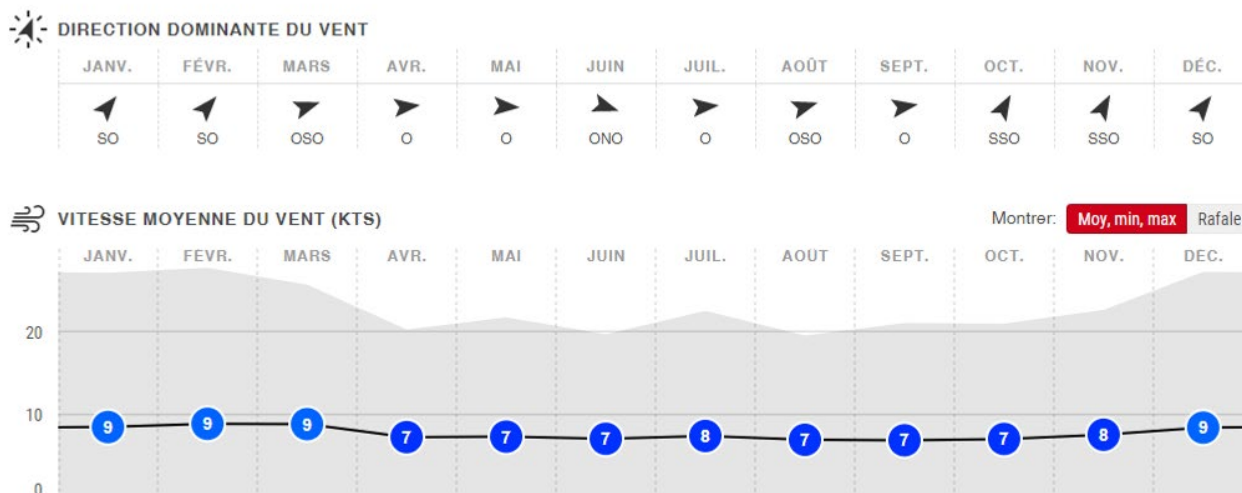 DIRECTION DOMINANTE DU VENT
JANV. FÉVR. MARS AVR. MAI JUIN JUIL. AOÛT SEPT. OCT. NOV. DÉC.
SO SO OSO O O ONO O OSO O SSO SSO SO
VITESSE MOYENNE DU VENT (KTS) Montrer: Moy, min, max Rafale
JANV. FÉVR. MARS AVR. MAI JUIN JUIL. AOÛT SEPT. OCT. NOV. DÉC.
20
10
9 9 9 7 7 7 8 7 7 7 8 9
0